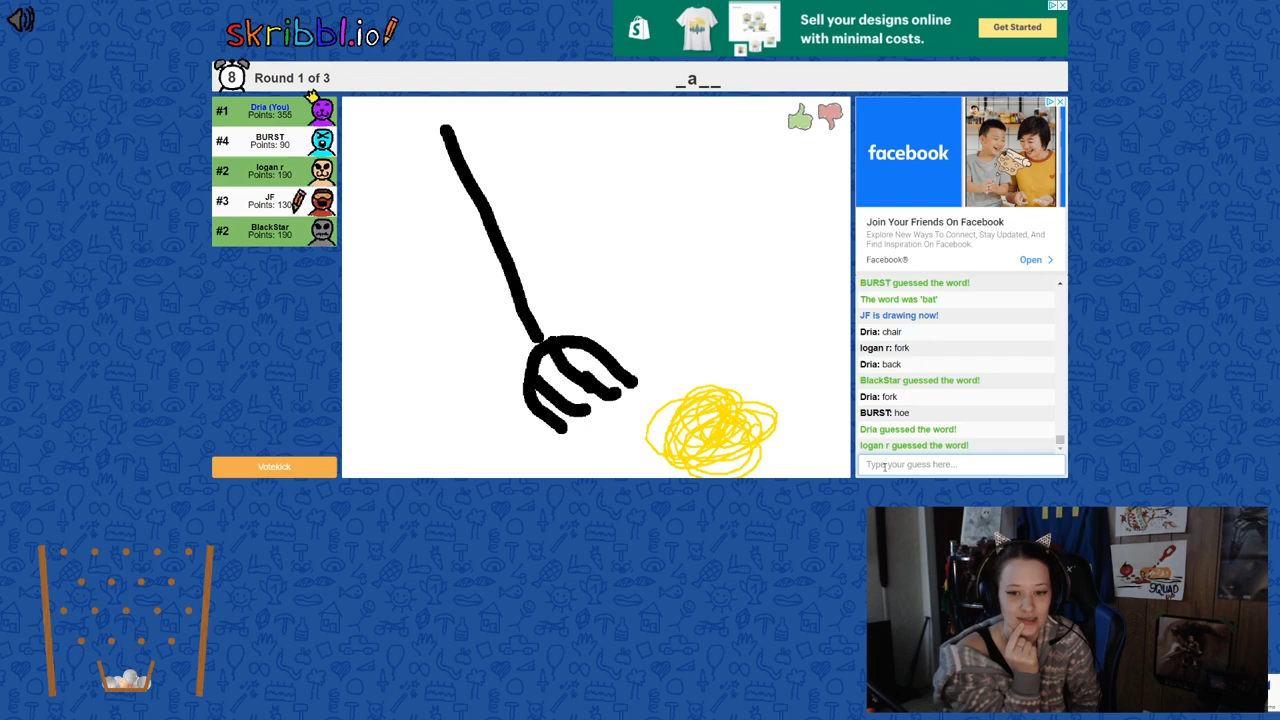 skribbl.io
Sell your designs online
with minimal costs.
Get Started
8
Round 1 of 3
_a__
#1
Dria (You)
Points: 355
#4
BURST
Points: 90
#2
logan r
Points: 190
#3
JF
Points: 130
#2
BlackStar
Points: 190
Votekick
facebook
Join Your Friends On Facebook
Explore New Ways To Connect, Stay Updated, And
Find Inspiration On Facebook.
Facebook®
Open
BURST guessed the word!
The word was 'bat'
JF is drawing now!
Dria: chair
logan r: fork
Dria: back
BlackStar guessed the word!
Dria: fork
BURST: hoe
Dria guessed the word!
logan r guessed the word!
Type your guess here...
SQUAD